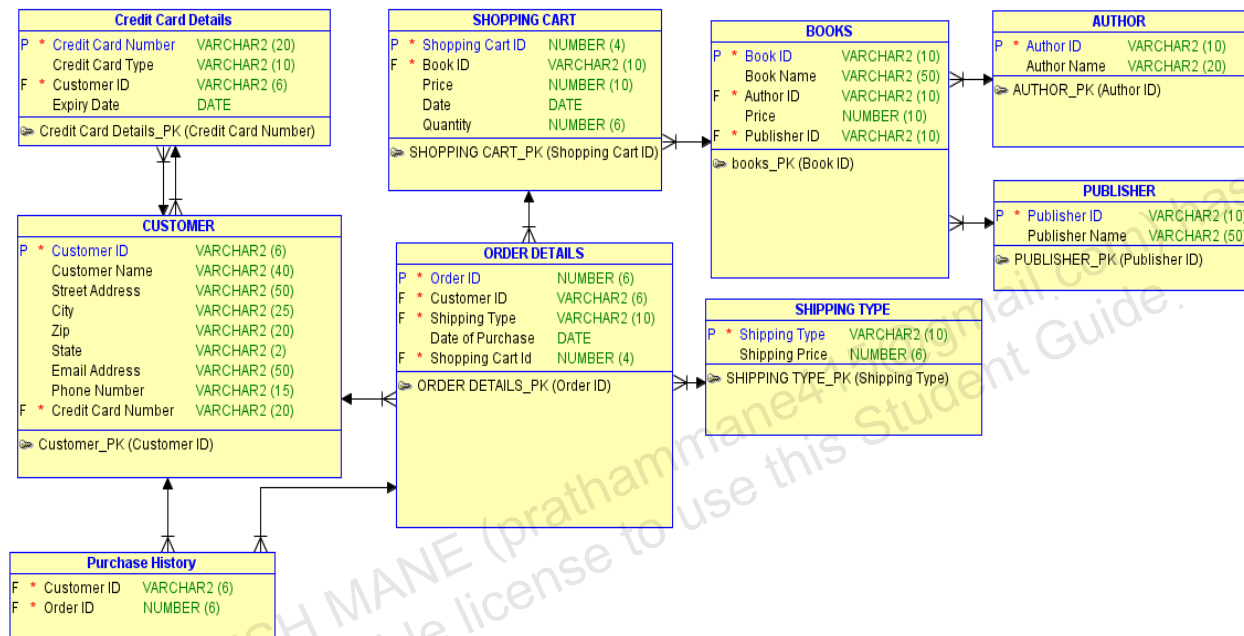 Credit Card Details
P * Credit Card Number VARCHAR2 (20)
Credit Card Type VARCHAR2 (10)
F * Customer ID VARCHAR2 (6)
Expiry Date DATE
Credit Card Details_PK (Credit Card Number)
SHOPPING CART
P * Shopping Cart ID NUMBER (4)
F * Book ID VARCHAR2 (10)
Price NUMBER (10)
Date DATE
Quantity NUMBER (6)
SHOPPING CART_PK (Shopping Cart ID)
BOOKS
P * Book ID VARCHAR2 (10)
Book Name VARCHAR2 (50)
F * Author ID VARCHAR2 (10)
Price NUMBER (10)
F * Publisher ID VARCHAR2 (10)
books_PK (Book ID)
AUTHOR
P * Author ID VARCHAR2 (10)
Author Name VARCHAR2 (20)
AUTHOR_PK (Author ID)
PUBLISHER
P * Publisher ID VARCHAR2 (10)
Publisher Name VARCHAR2 (50)
PUBLISHER_PK (Publisher ID)
CUSTOMER
P * Customer ID VARCHAR2 (6)
Customer Name VARCHAR2 (40)
Street Address VARCHAR2 (50)
City VARCHAR2 (25)
Zip VARCHAR2 (20)
State VARCHAR2 (2)
Email Address VARCHAR2 (50)
Phone Number VARCHAR2 (15)
F * Credit Card Number VARCHAR2 (20)
Customer_PK (Customer ID)
ORDER DETAILS
P * Order ID NUMBER (6)
F * Customer ID VARCHAR2 (6)
F * Shipping Type VARCHAR2 (10)
Date of Purchase DATE
F * Shopping Cart Id NUMBER (4)
ORDER DETAILS_PK (Order ID)
SHIPPING TYPE
P * Shipping Type VARCHAR2 (10)
Shipping Price NUMBER (6)
SHIPPING TYPE_PK (Shipping Type)
Purchase History
F * Customer ID VARCHAR2 (6)
F * Order ID NUMBER (6)
MANE (prathammane415@gmail.com) has
license to use this Student Guide.